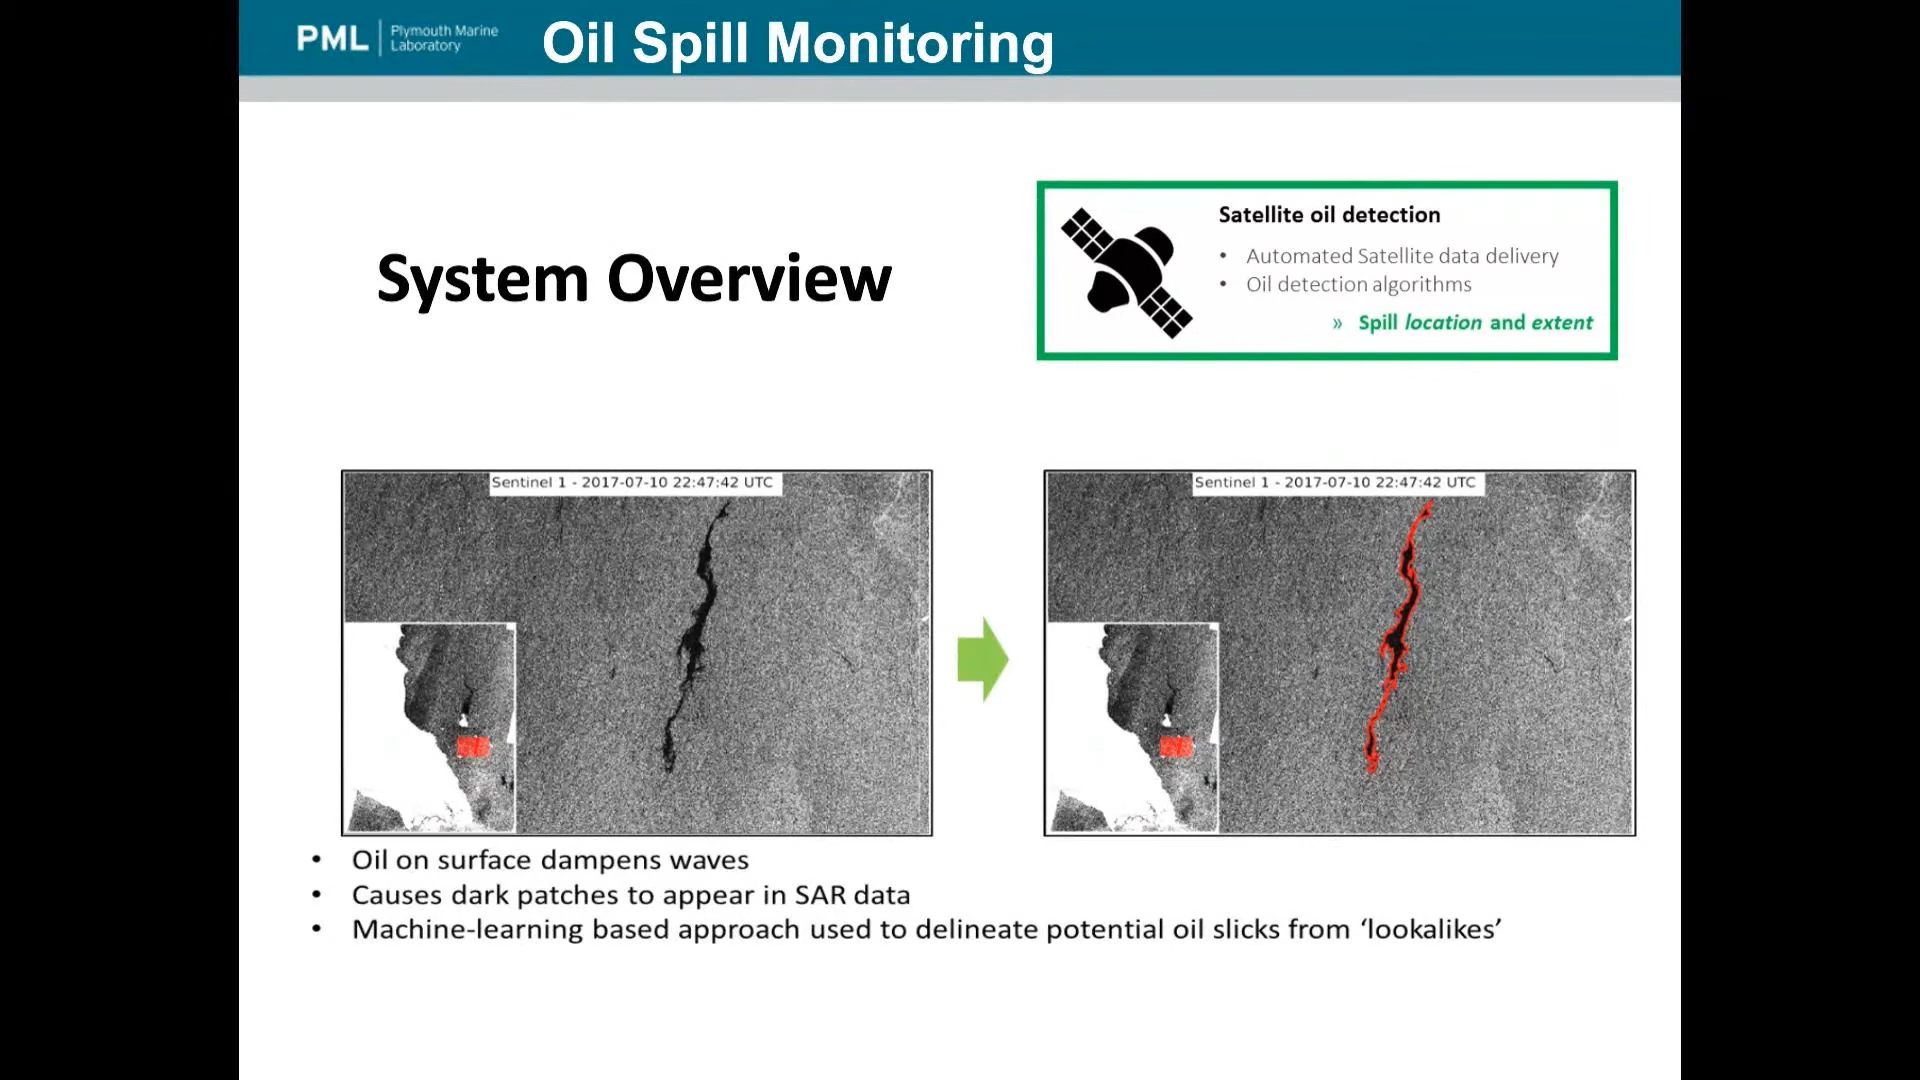 PML
Plymouth Marine
Laboratory
Oil Spill Monitoring
System Overview
Satellite oil detection
• Automated Satellite data delivery
• Oil detection algorithms
» Spill location and extent
Sentinel 1 - 2017-07-10 22:47:42 UTC
Sentinel 1 - 2017-07-10 22:47:42 UTC
• Oil on surface dampens waves
• Causes dark patches to appear in SAR data
• Machine-learning based approach used to delineate potential oil slicks from ‘lookalikes’